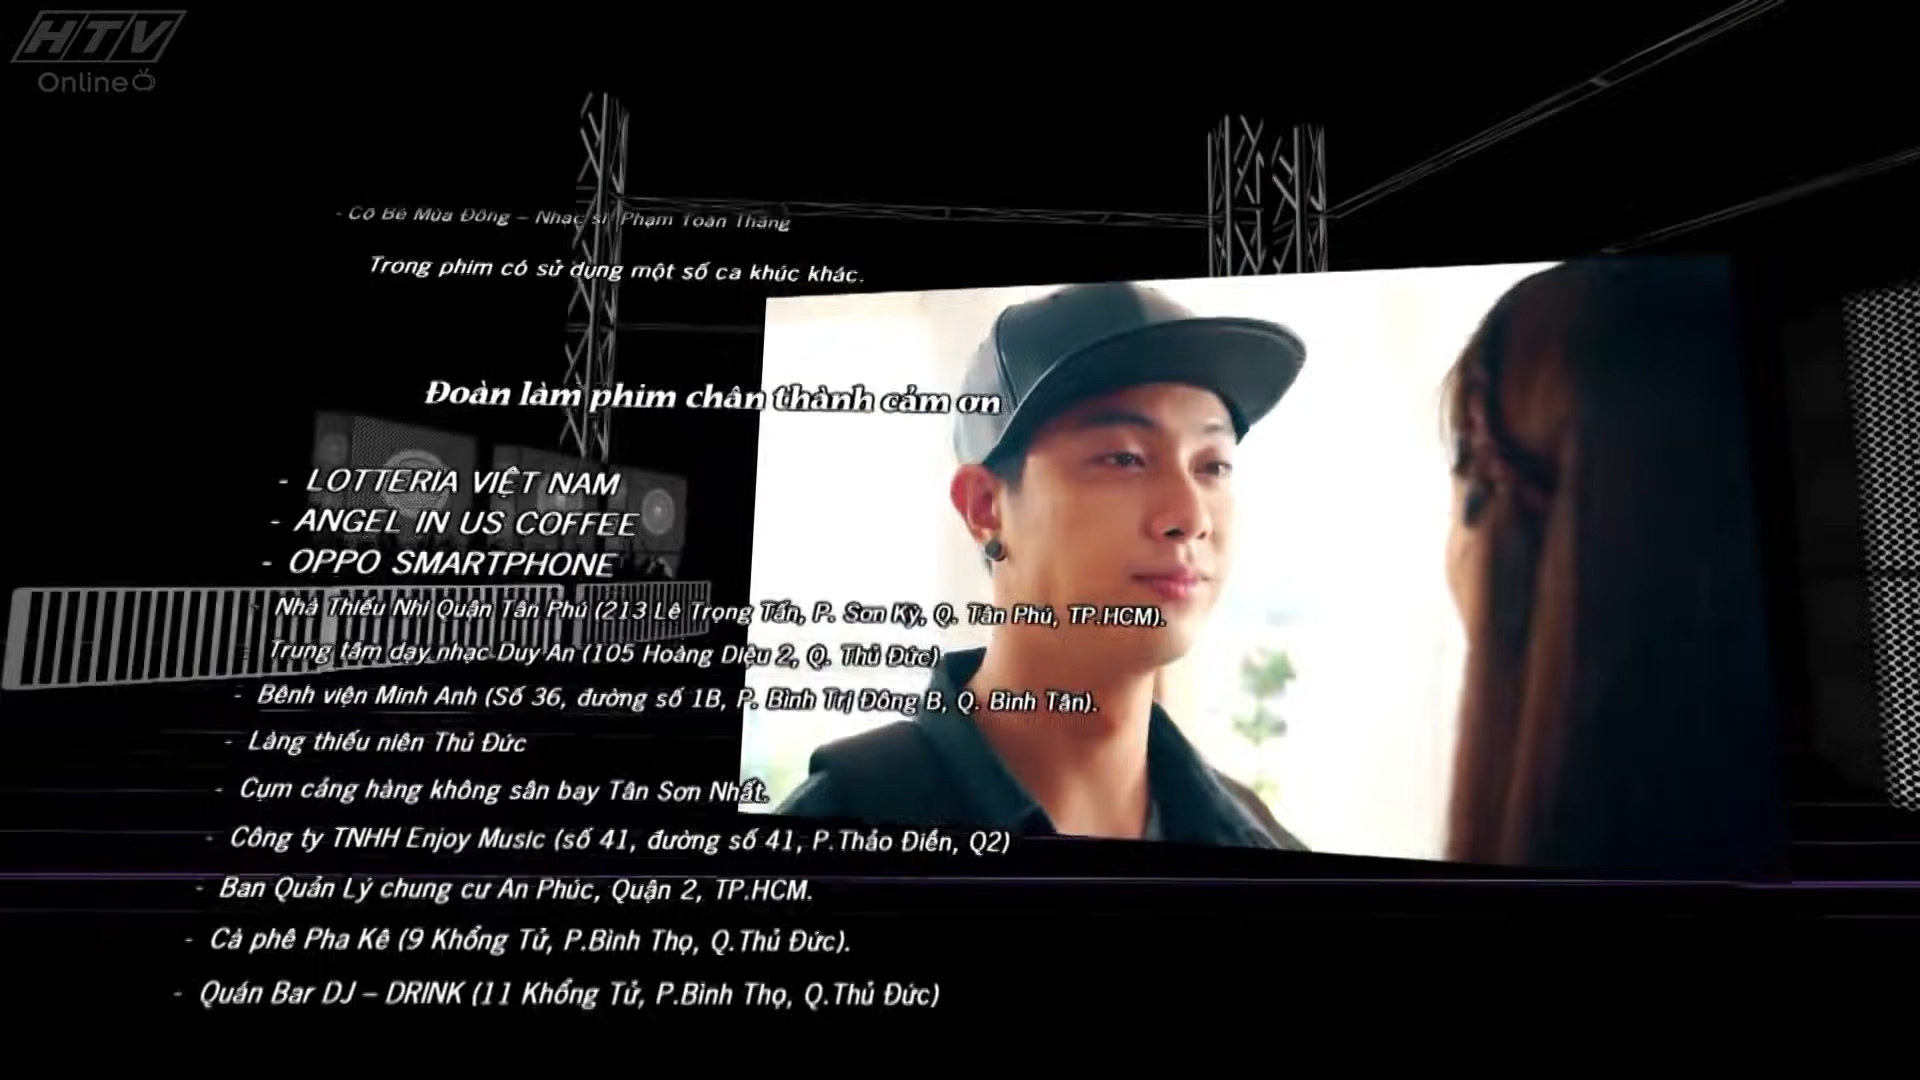 HTV
Online
- Cô Bé Mùa Đông – Nhạc sĩ Phạm Toàn Thắng
Trong phim có sử dụng một số ca khúc khác.
Đoàn làm phim chân thành cảm ơn
- LOTTERIA VIỆT NAM
- ANGEL IN US COFFEE
- OPPO SMARTPHONE
- Nhà Thiếu Nhi Quận Tân Phú (213 Lê Trọng Tấn, P. Sơn Kỳ, Q. Tân Phú, TP.HCM).
- Trung tâm dạy nhạc Duy An (105 Hoàng Diệu 2, Q. Thủ Đức)
- Bệnh viện Minh Anh (Số 36, đường số 1B, P. Bình Trị Đông B, Q. Bình Tân).
- Làng thiếu niên Thủ Đức
- Cụm cảng hàng không sân bay Tân Sơn Nhất.
- Công ty TNHH Enjoy Music (số 41, đường số 41, P.Thảo Điền, Q2)
- Ban Quản Lý chung cư An Phúc, Quận 2, TP.HCM.
- Cà phê Pha Kê (9 Khổng Tử, P.Bình Thọ, Q.Thủ Đức).
- Quán Bar DJ – DRINK (11 Khổng Tử, P.Bình Thọ, Q.Thủ Đức)